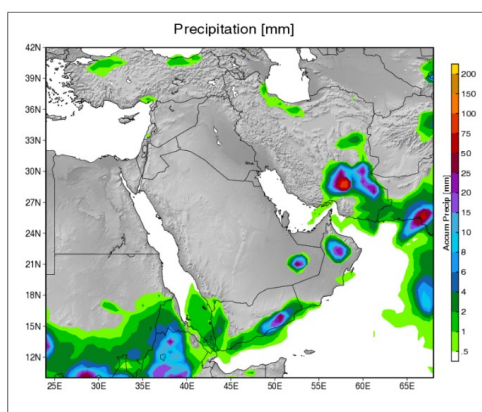 Precipitation [mm]
42N
39N
36N
33N
30N
27N
24N
21N
18N
15N
12N
24E
30E
35E
40E
45E
50E
55E
60E
65E
Accum Precip [mm]
200
150
100
75
50
25
20
15
10
8
6
5
4
2
1
.5